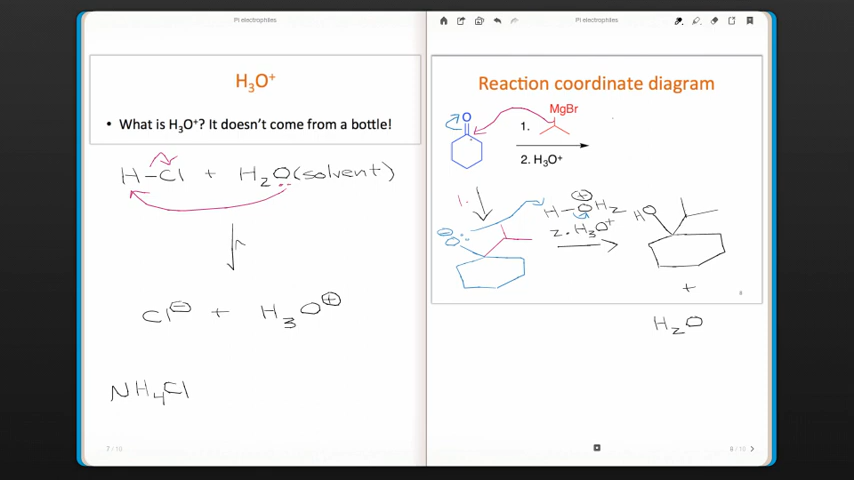 PI electrophiles
H₃O⁺
• What is H₃O⁺? It doesn't come from a bottle!
H-Cl + H₂O (solvent)
Cl⊖ + H₃O⊕
NH₄Cl
7 / 10
PI electrophiles
Reaction coordinate diagram
O
1.
MgBr
2. H₃O⁺
1.
⊖O
H-O⊕H₂
2. H₃O⁺
HO
+
8
H₂O
9 / 10